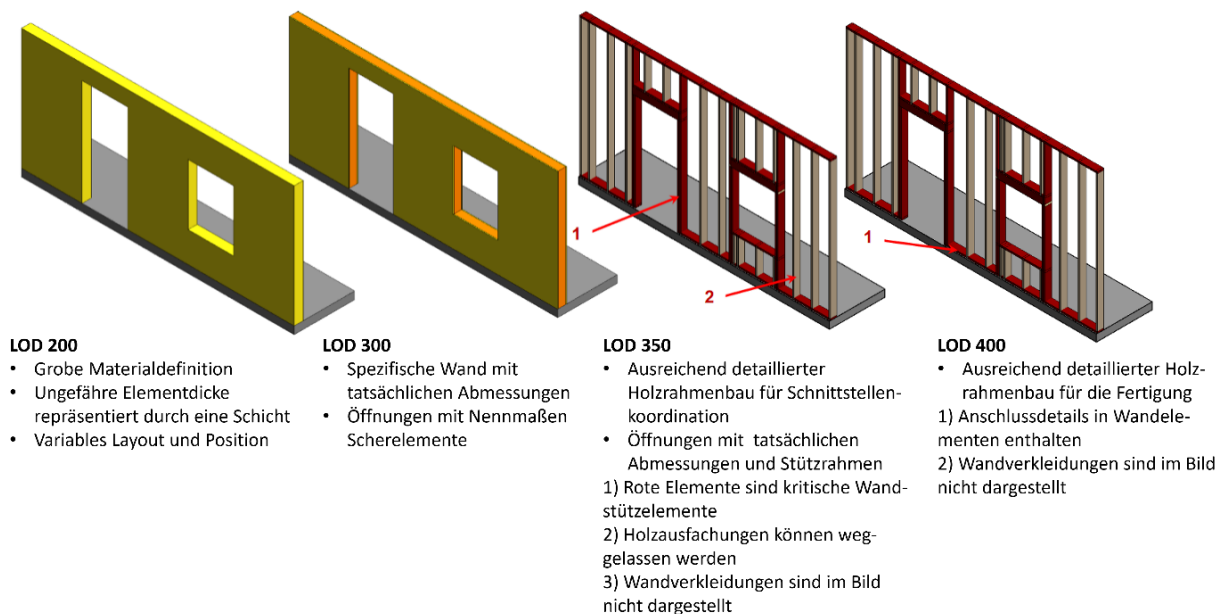 1
2
1
LOD 200
• Grobe Materialdefinition
• Ungefähre Elementdicke
repräsentiert durch eine Schicht
• Variables Layout und Position
LOD 300
• Spezifische Wand mit
tatsächlichen Abmessungen
• Öffnungen mit Nennmaßen
Scherelemente
LOD 350
• Ausreichend detaillierter
Holzrahmenbau für Schnittstellen-
koordination
• Öffnungen mit tatsächlichen
Abmessungen und Stützrahmen
1) Rote Elemente sind kritische Wand-
stützelemente
2) Holzausfachungen können weg-
gelassen werden
3) Wandverkleidungen sind im Bild
nicht dargestellt
LOD 400
• Ausreichend detaillierter Holz-
rahmenbau für die Fertigung
1) Anschlussdetails in Wandele-
menten enthalten
2) Wandverkleidungen sind im Bild
nicht dargestellt